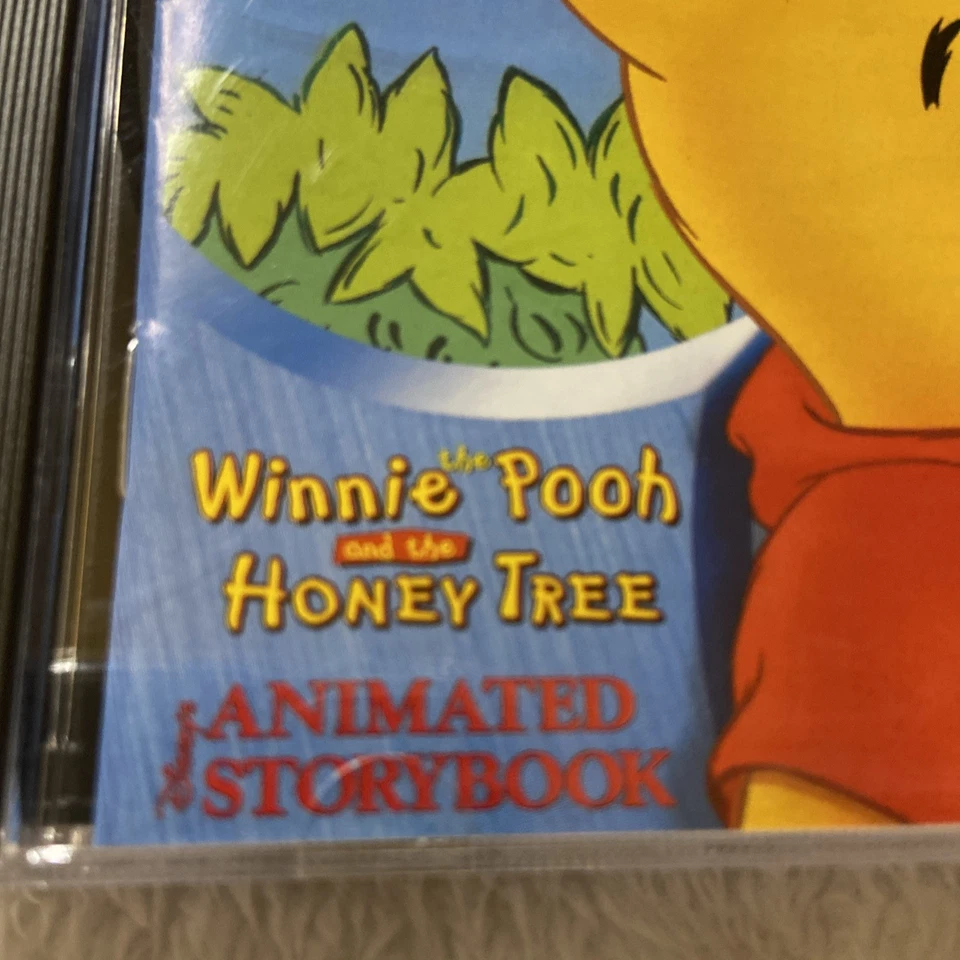 Winnie the Pooh
and the
HONEY TREE
Disney's
ANIMATED
STORYBOOK